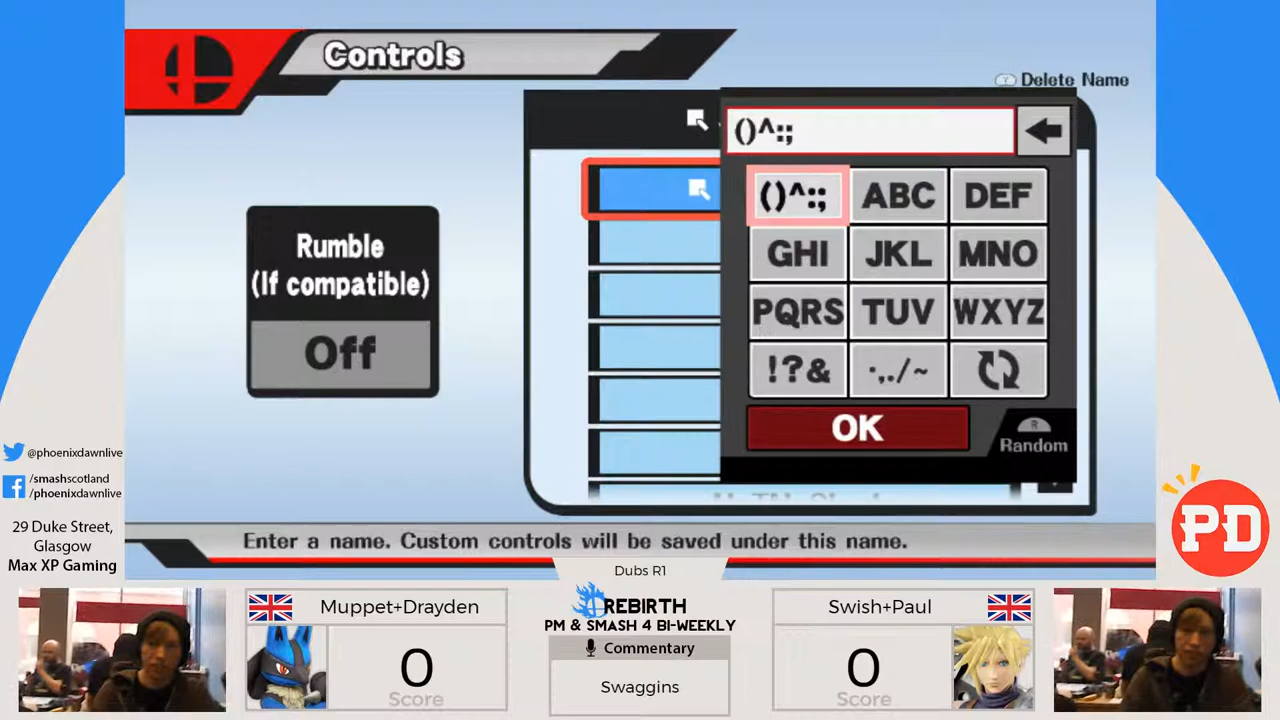 Controls
Delete Name
()^:;
()^:;
ABC
DEF
GHI
JKL
MNO
PQRS
TUV
WXYZ
!?&
·,./~
OK
R
Random
Rumble
(If compatible)
Off
Enter a name. Custom controls will be saved under this name.
@phoenixdawnlive
/smashscotland
/phoenixdawnlive
29 Duke Street,
Glasgow
Max XP Gaming
PD
Dubs R1
Muppet+Drayden
0
Score
REBIRTH
PM & SMASH 4 BI-WEEKLY
Commentary
Swaggins
Swish+Paul
0
Score